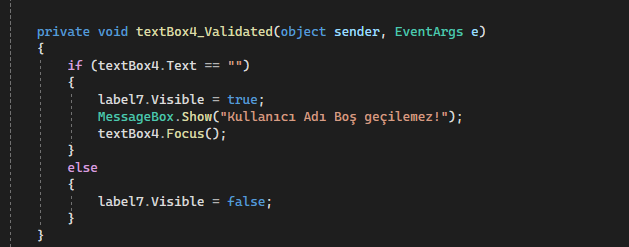 private void textBox4_Validated(object sender, EventArgs e)
{
if (textBox4.Text == "")
{
label7.Visible = true;
MessageBox.Show("Kullanıcı Adı Boş geçilemez!");
textBox4.Focus();
}
else
{
label7.Visible = false;
}
}